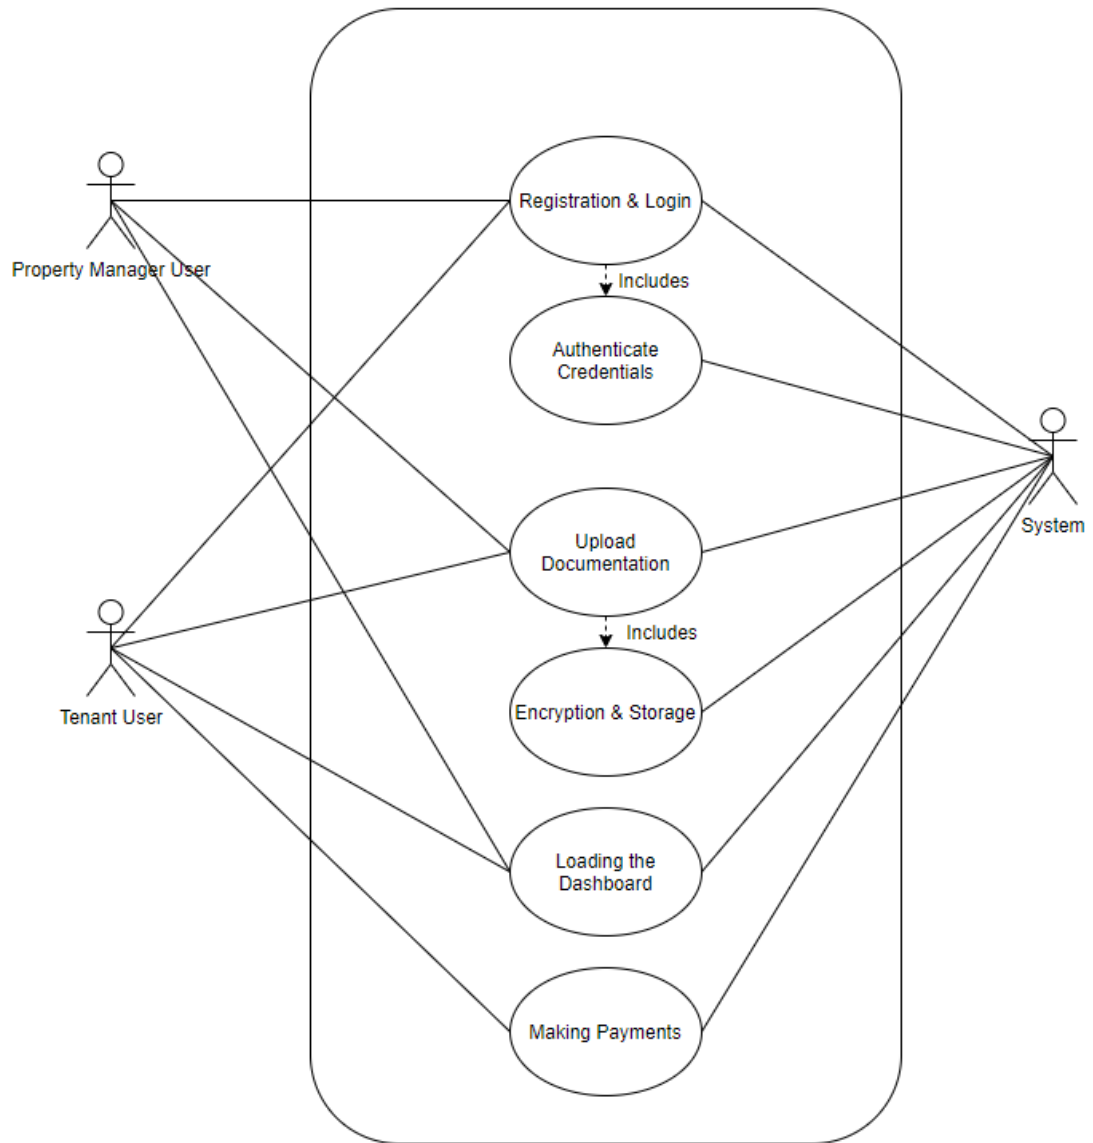 Registration & Login
Property Manager User
Includes
Authenticate
Credentials
System
Upload
Documentation
Includes
Tenant User
Encryption & Storage
Loading the
Dashboard
Making Payments